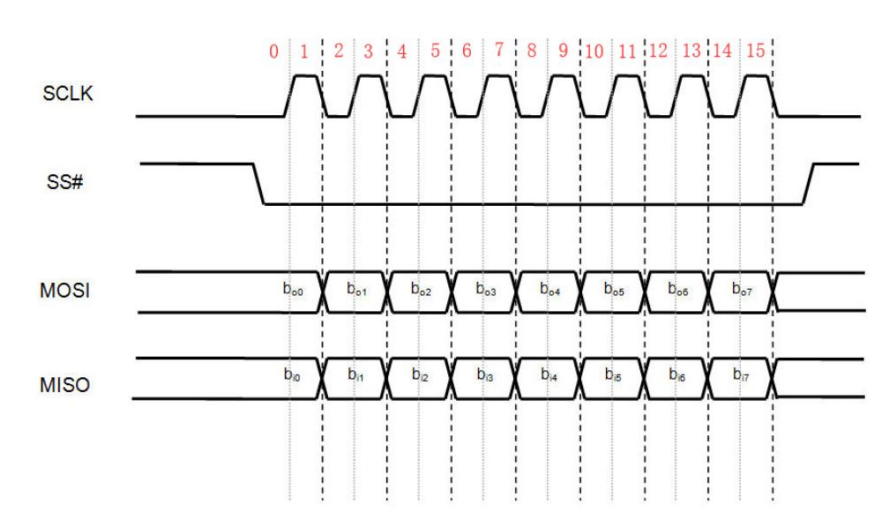 0 1 2 3 4 5 6 7 8 9 10 11 12 13 14 15
SCLK
SS#
MOSI bo0 bo1 bo2 bo3 bo4 bo5 bo6 bo7
MISO bi0 bi1 bi2 bi3 bi4 bi5 bi6 bi7